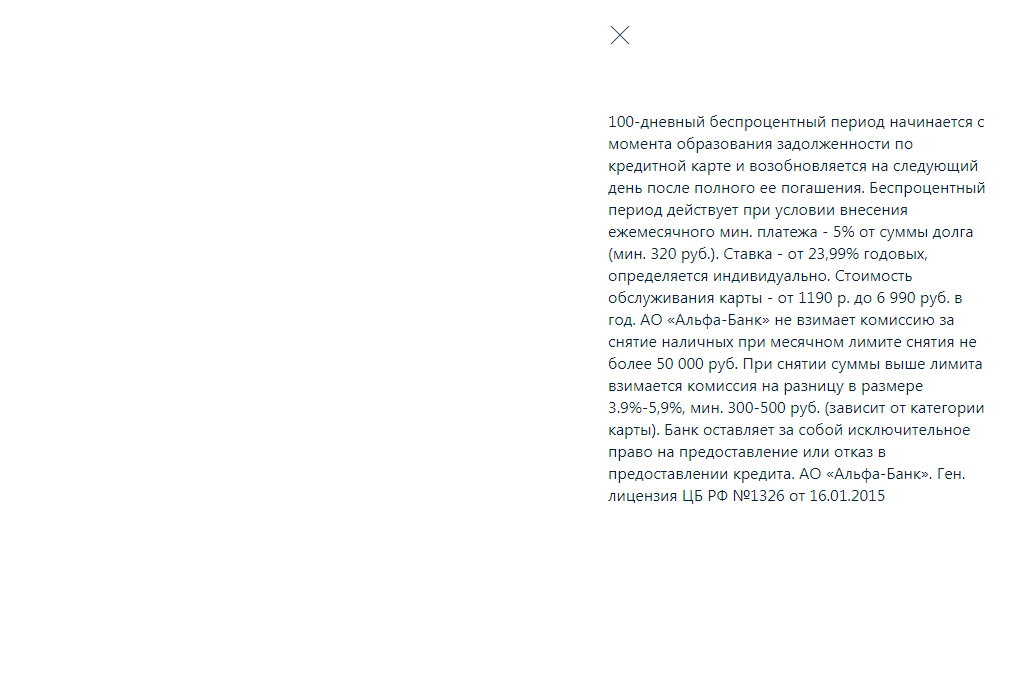 100-дневный беспроцентный период начинается с
момента образования задолженности по
кредитной карте и возобновляется на следующий
день после полного ее погашения. Беспроцентный
период действует при условии внесения
ежемесячного мин. платежа - 5% от суммы долга
(мин. 320 руб.). Ставка - от 23,99% годовых,
определяется индивидуально. Стоимость
обслуживания карты - от 1190 р. до 6 990 руб. в
год. АО «Альфа-Банк» не взимает комиссию за
снятие наличных при месячном лимите снятия не
более 50 000 руб. При снятии суммы выше лимита
взимается комиссия на разницу в размере
3.9%-5,9%, мин. 300-500 руб. (зависит от категории
карты). Банк оставляет за собой исключительное
право на предоставление или отказ в
предоставлении кредита. АО «Альфа-Банк». Ген.
лицензия ЦБ РФ №1326 от 16.01.2015